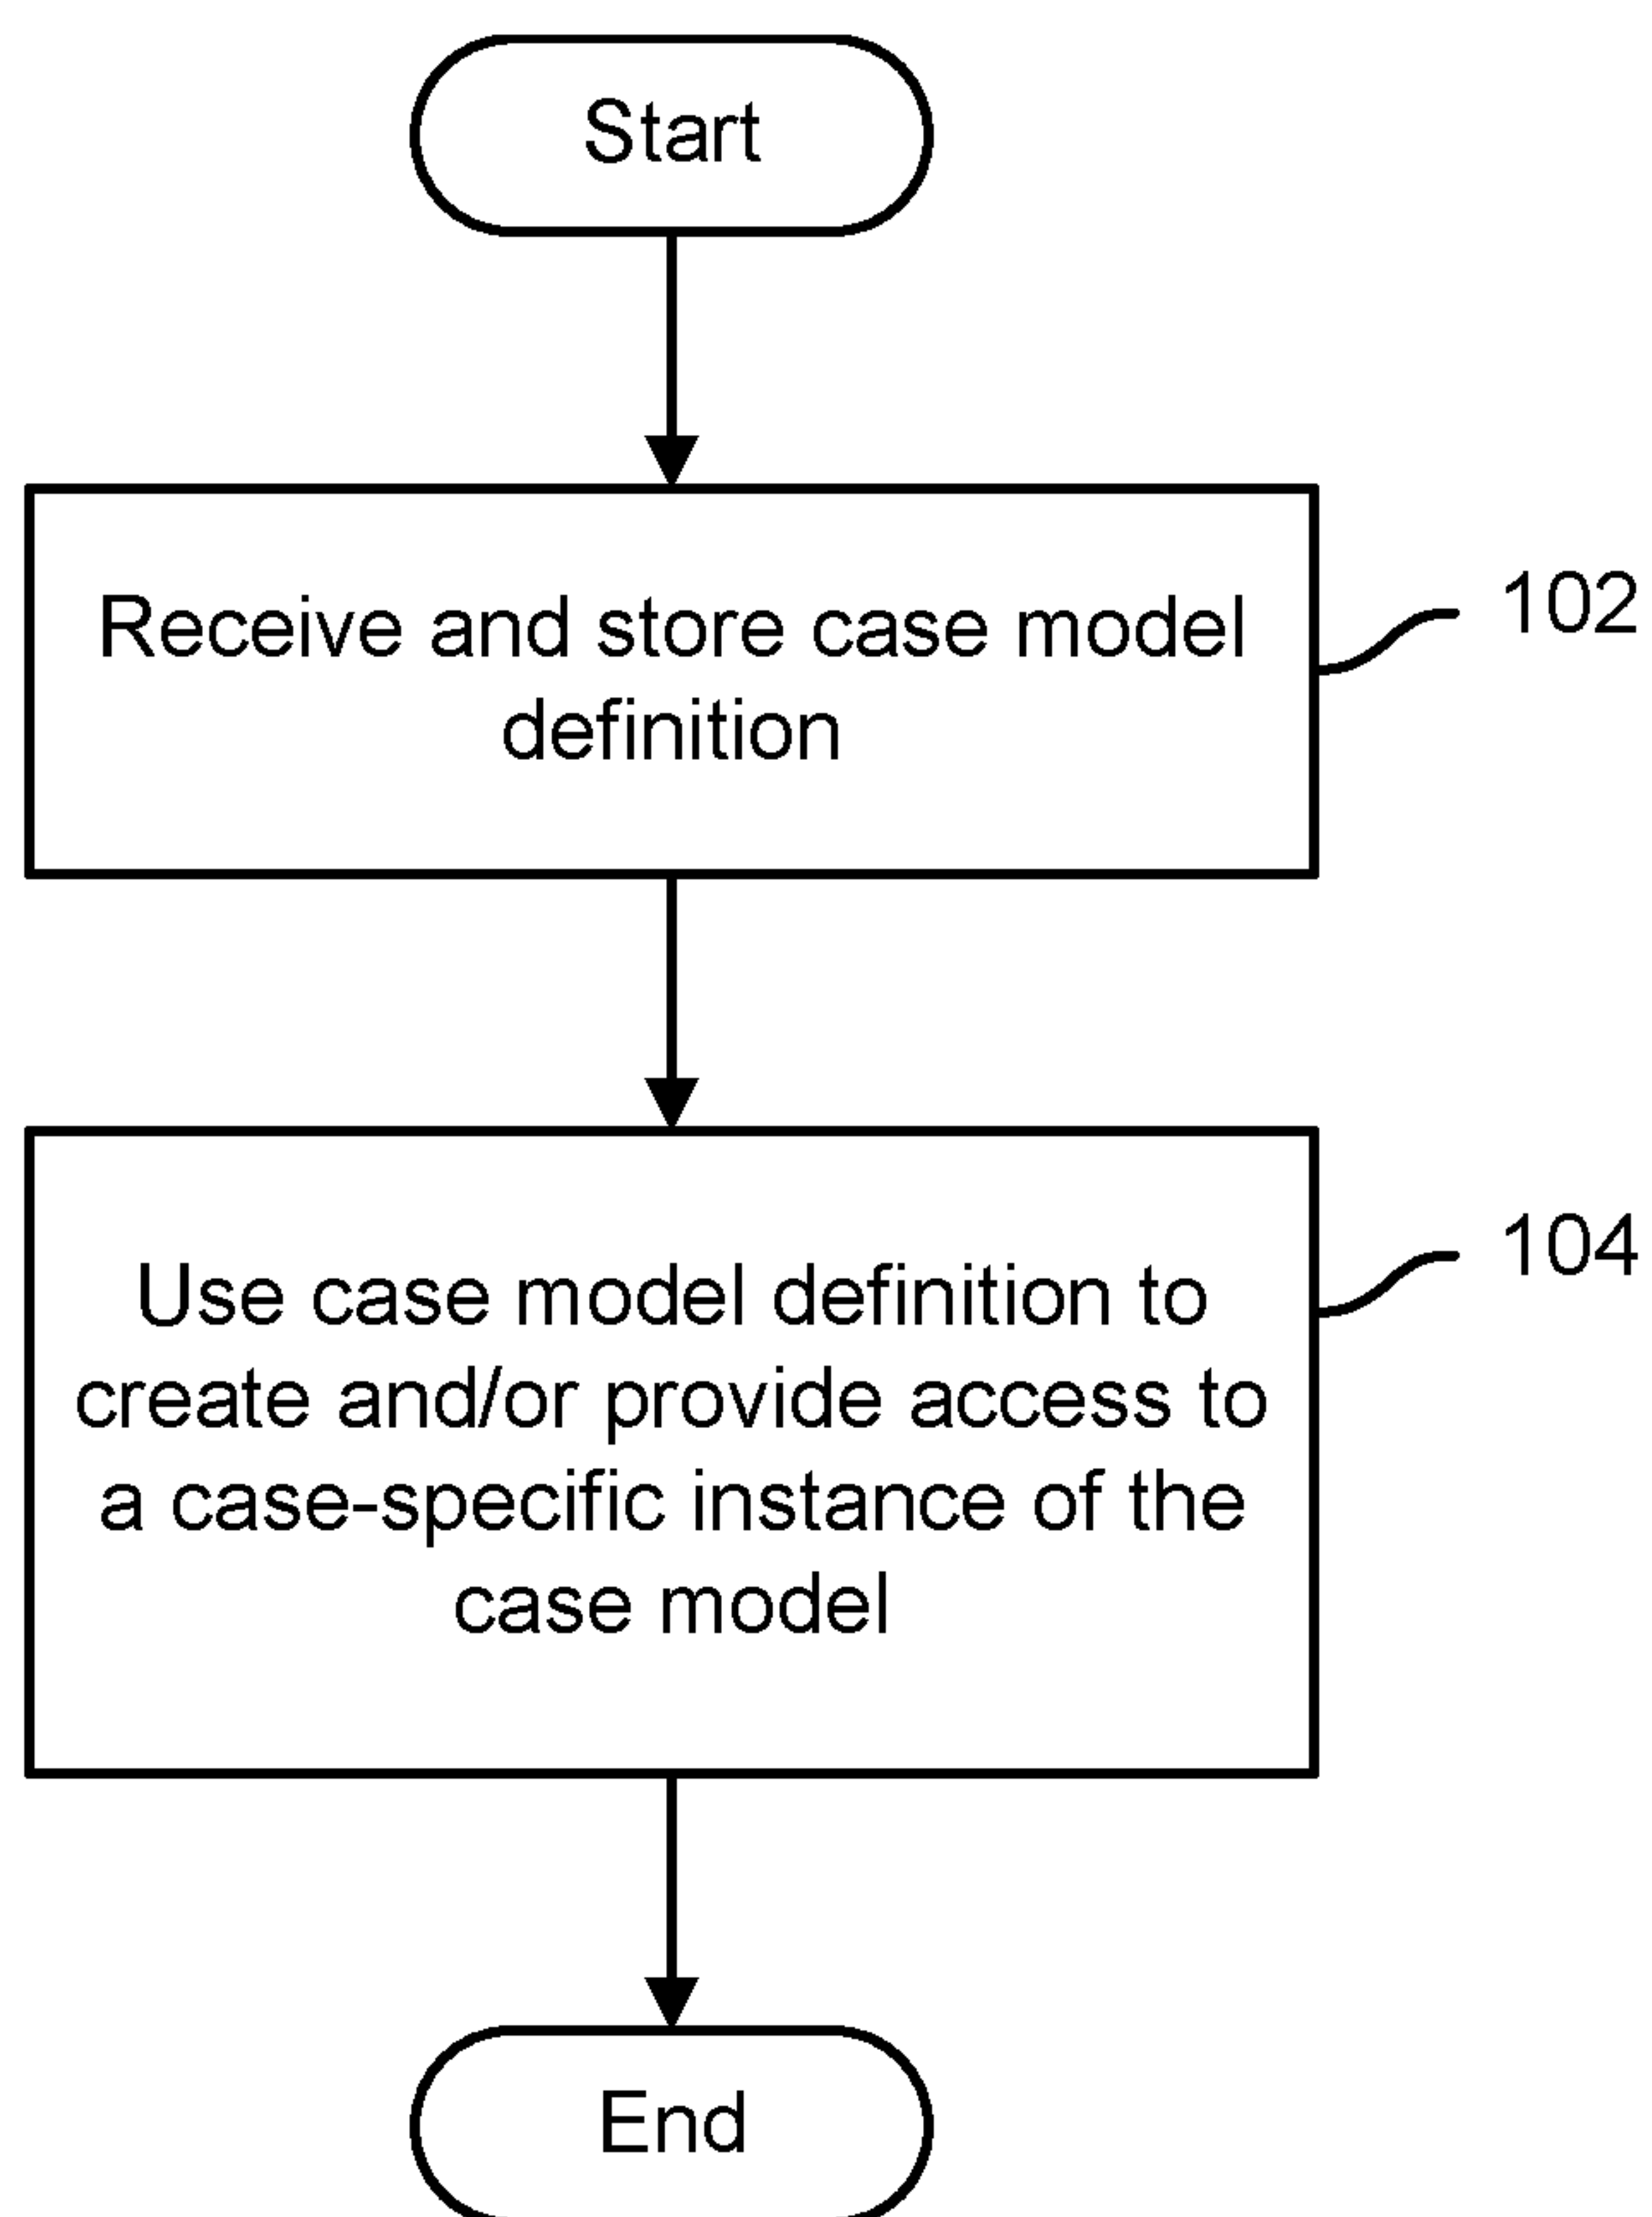 Start
Receive and store case model
definition
102
Use case model definition to
create and/or provide access to
a case-specific instance of the
case model
104
End